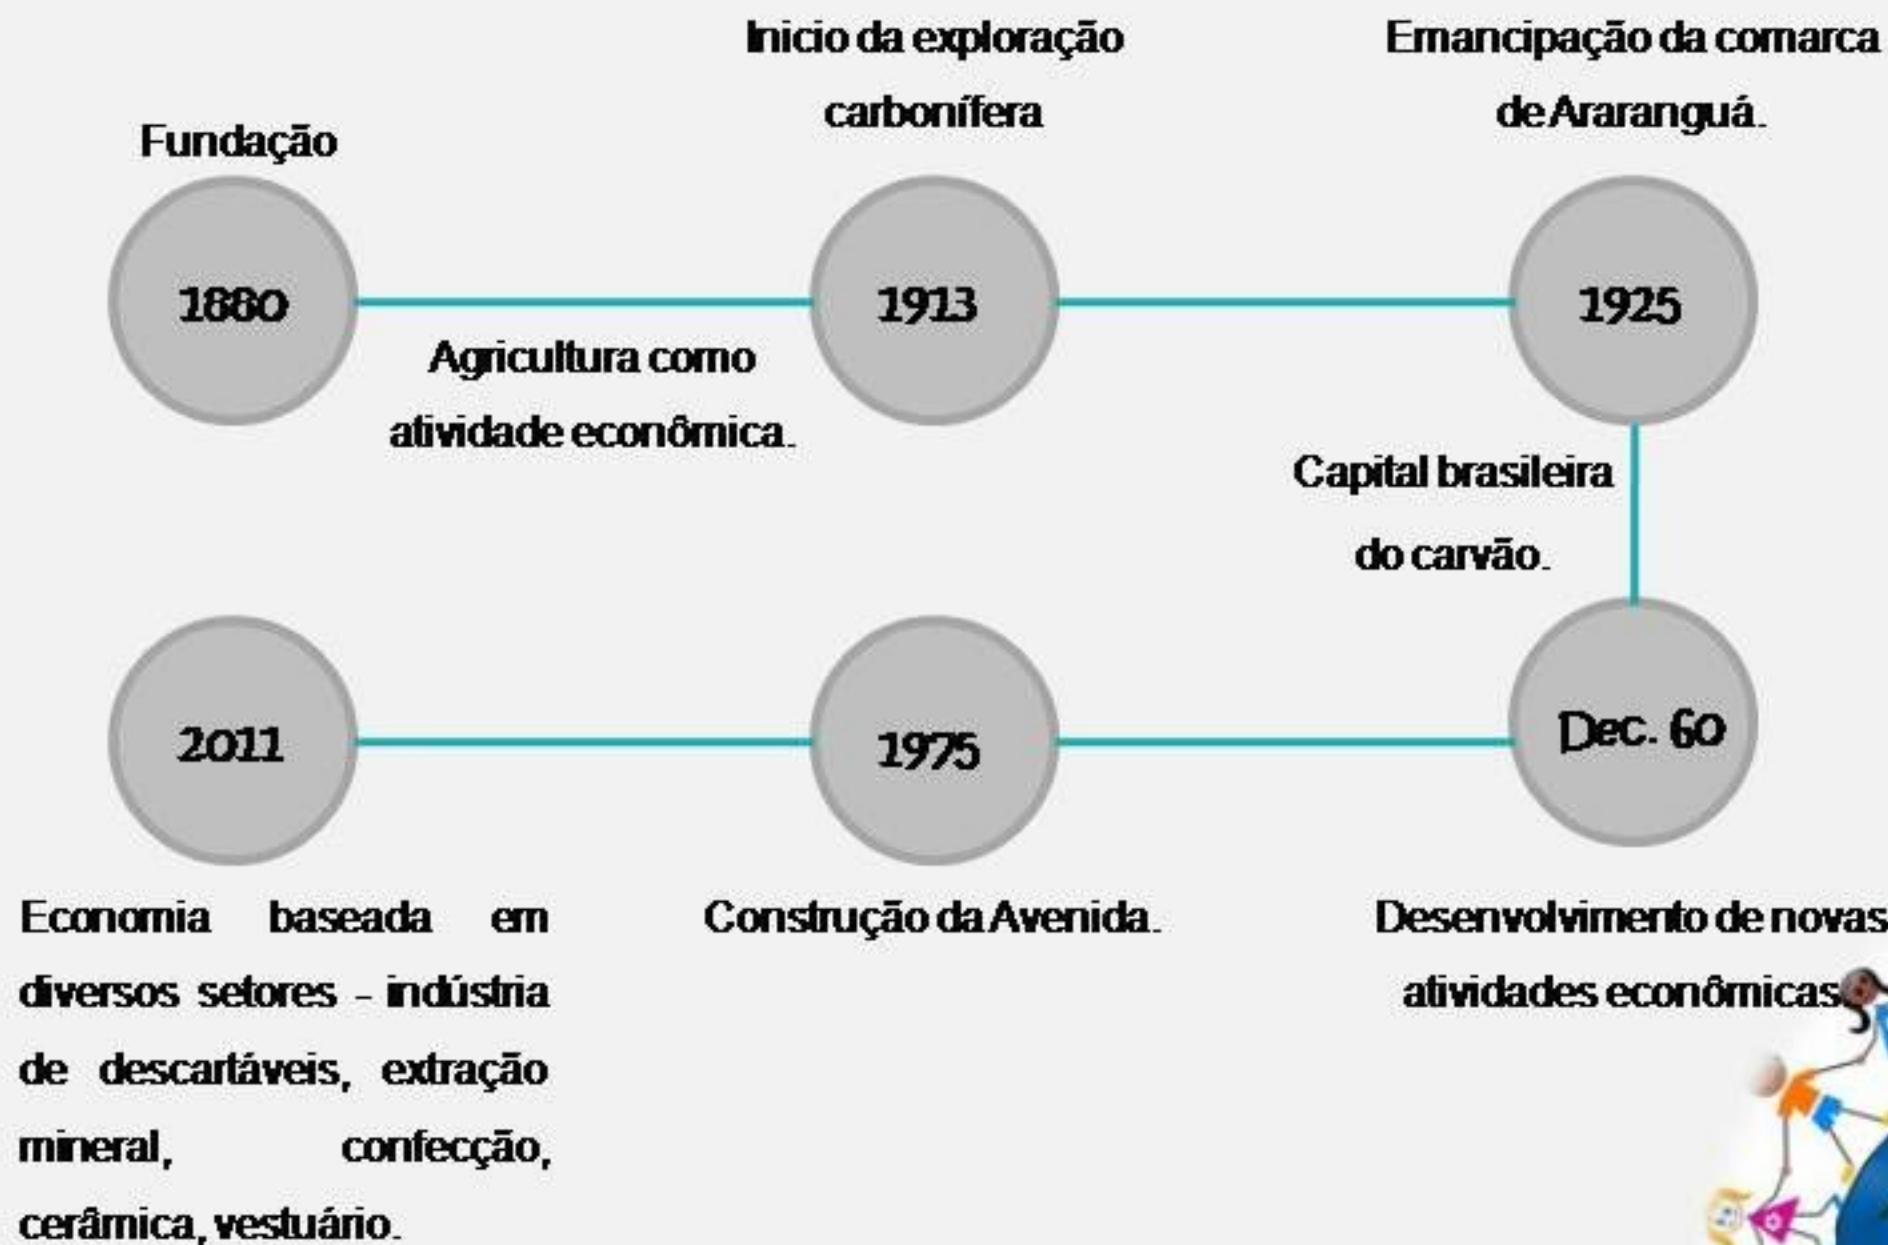 Fundação
Inicio da exploração
carbonífera
Emancipação da comarca
de Araranguá.
1880
1913
1925
Agricultura como
atividade econômica.
Capital brasileira
do carvão.
Dec. 60
1975
2011
Desenvolvimento de novas
atividades econômicas
Construção da Avenida.
Economia baseada em
diversos setores - indústria
de descartáveis, extração
mineral, confecção,
cerâmica, vestuário.